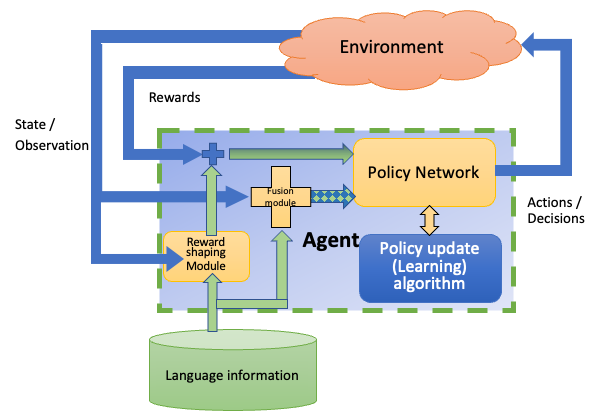 Environment
Rewards
State /
Observation
Policy Network
Fusion
module
Actions /
Decisions
Reward
shaping
Module
Agent
Policy update
(Learning)
algorithm
Language information